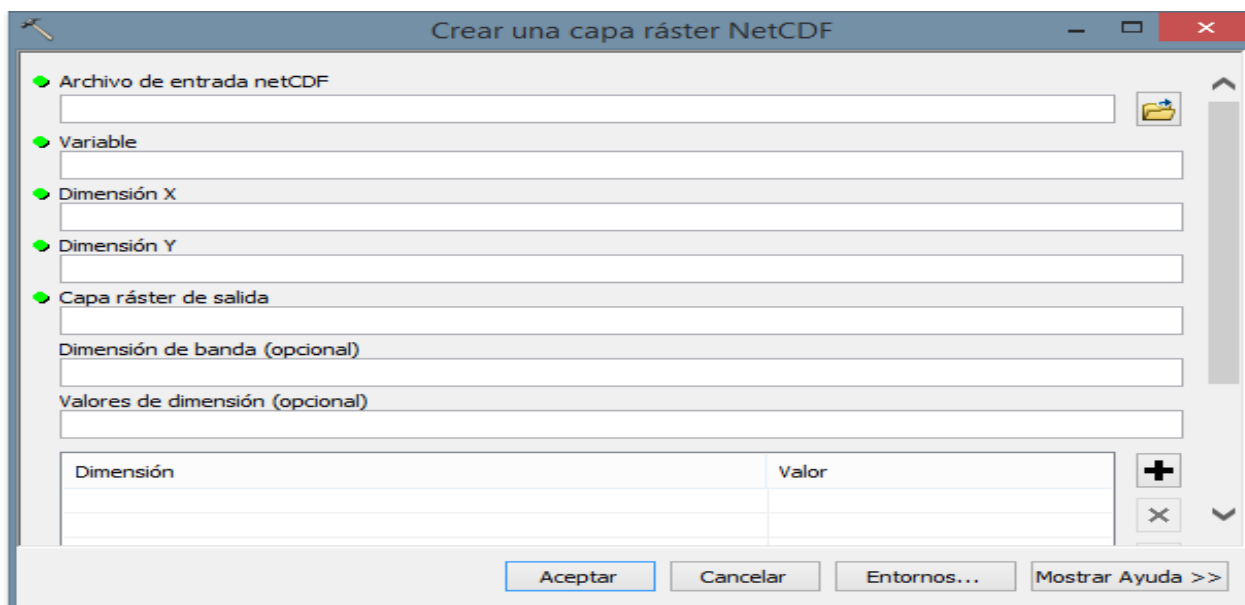 Crear una capa ráster NetCDF
Archivo de entrada netCDF
Variable
Dimensión X
Dimensión Y
Capa ráster de salida
Dimensión de banda (opcional)
Valores de dimensión (opcional)
Dimensión Valor
Aceptar Cancelar Entornos... Mostrar Ayuda >>